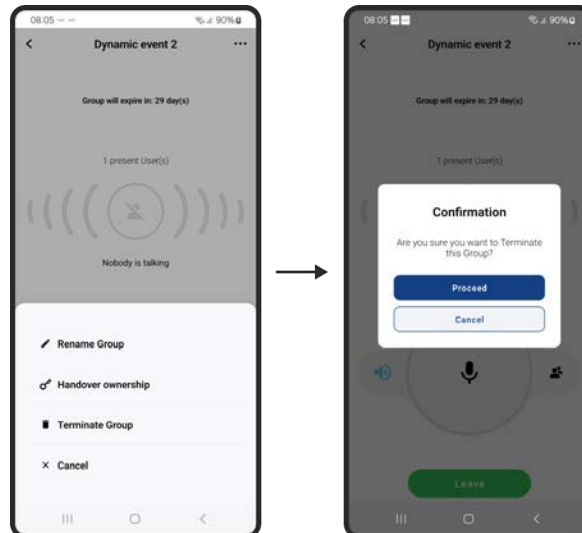 08:05
90%
Dynamic event 2
Group will expire in: 29 day(s)
1 present User(s)
Nobody is talking
Rename Group
Handover ownership
Terminate Group
Cancel
08:05
90%
Dynamic event 2
Group will expire in: 29 day(s)
1 present User(s)
Confirmation
Are you sure you want to Terminate
this Group?
Proceed
Cancel
Leave